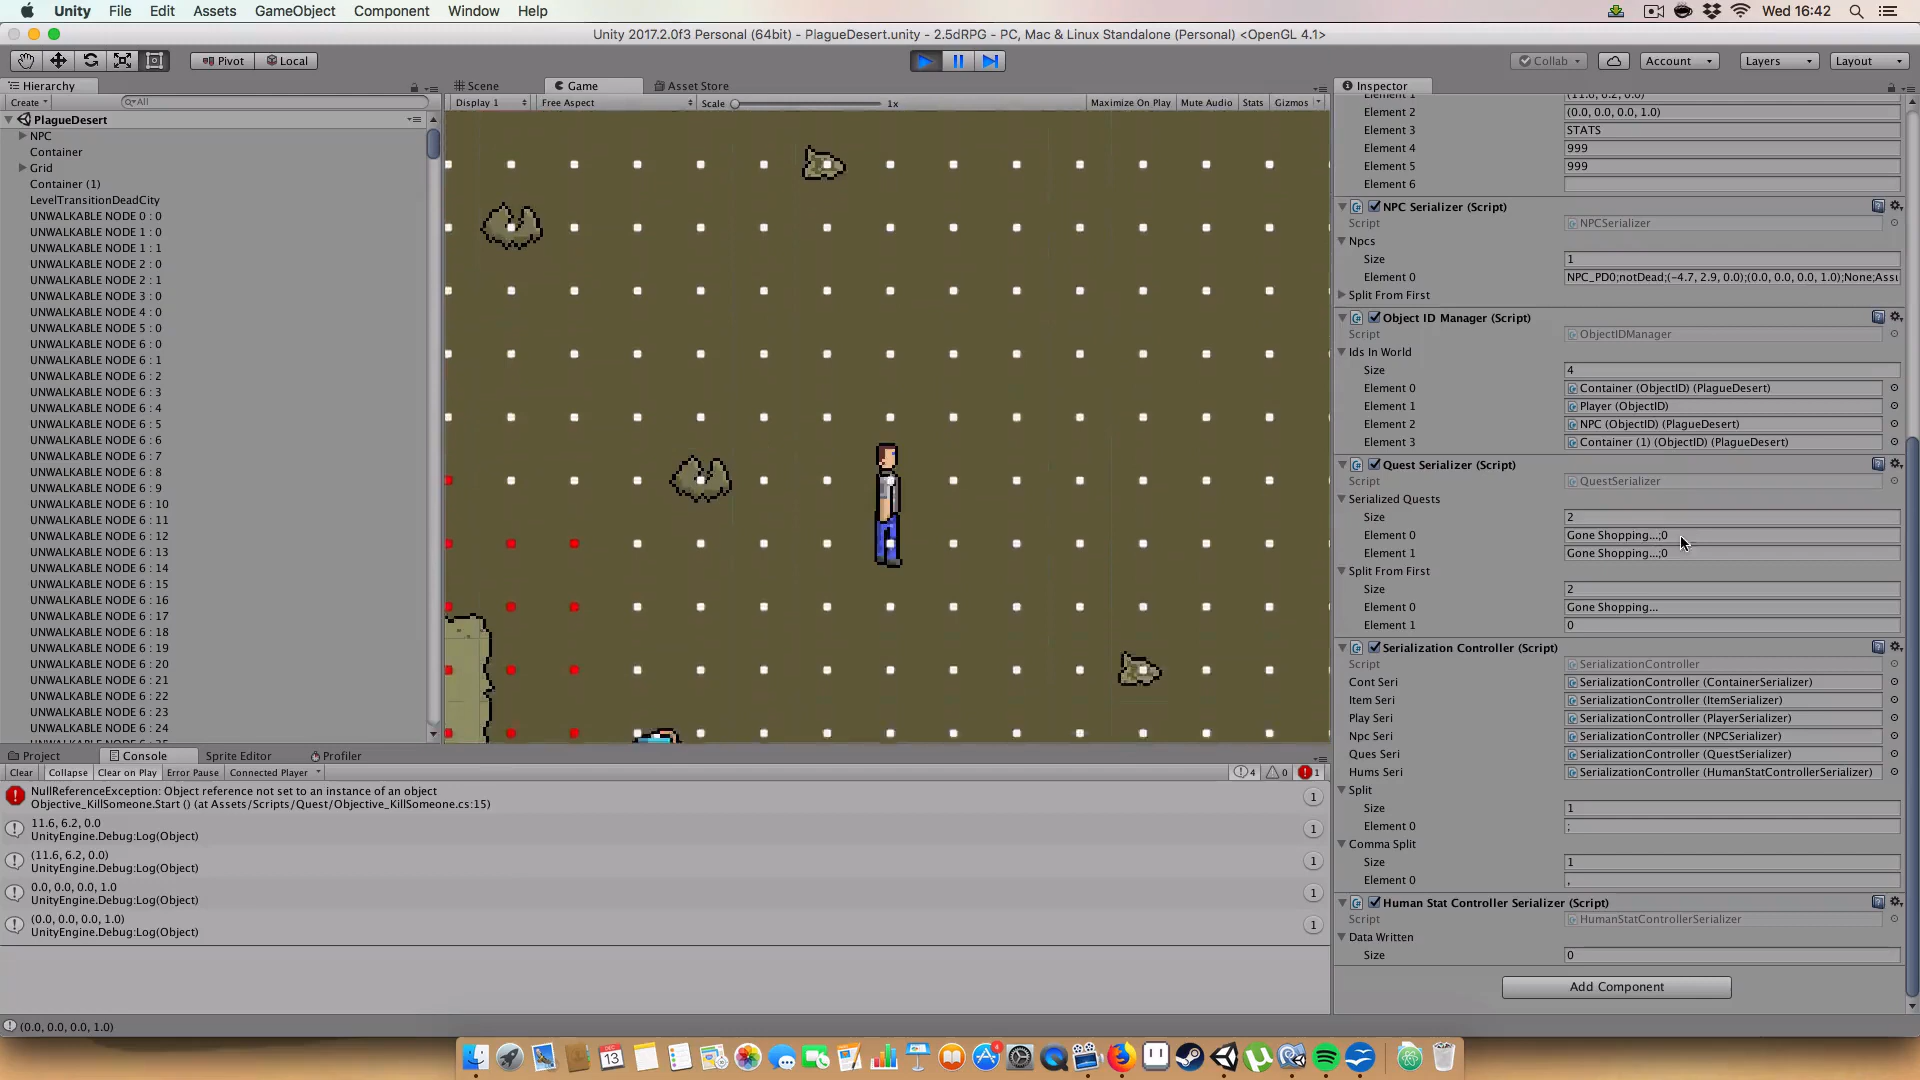 Unity File Edit Assets GameObject Component Window Help Wed 16:42
Unity 2017.2.0f3 Personal (64bit) - PlagueDesert.unity - 2.5dRPG - PC, Mac & Linux Standalone (Personal) <OpenGL 4.1>
Pivot Local Collab Account Layers Layout
Hierarchy
Create All
PlagueDesert
NPC
Container
Grid
Container (1)
LevelTransitionDeadCity
UNWALKABLE NODE 0 : 0
UNWALKABLE NODE 1 : 0
UNWALKABLE NODE 1 : 1
UNWALKABLE NODE 2 : 0
UNWALKABLE NODE 2 : 1
UNWALKABLE NODE 3 : 0
UNWALKABLE NODE 4 : 0
UNWALKABLE NODE 5 : 0
UNWALKABLE NODE 6 : 0
UNWALKABLE NODE 6 : 1
UNWALKABLE NODE 6 : 2
UNWALKABLE NODE 6 : 3
UNWALKABLE NODE 6 : 4
UNWALKABLE NODE 6 : 5
UNWALKABLE NODE 6 : 6
UNWALKABLE NODE 6 : 7
UNWALKABLE NODE 6 : 8
UNWALKABLE NODE 6 : 9
UNWALKABLE NODE 6 : 10
UNWALKABLE NODE 6 : 11
UNWALKABLE NODE 6 : 12
UNWALKABLE NODE 6 : 13
UNWALKABLE NODE 6 : 14
UNWALKABLE NODE 6 : 15
UNWALKABLE NODE 6 : 16
UNWALKABLE NODE 6 : 17
UNWALKABLE NODE 6 : 18
UNWALKABLE NODE 6 : 19
UNWALKABLE NODE 6 : 20
UNWALKABLE NODE 6 : 21
UNWALKABLE NODE 6 : 22
UNWALKABLE NODE 6 : 23
UNWALKABLE NODE 6 : 24
Scene Game Asset Store
Display 1 Free Aspect Scale 1x Maximize On Play Mute Audio Stats Gizmos
Inspector
Element 2 (0.0, 0.0, 0.0, 1.0)
Element 3 STATS
Element 4 999
Element 5 999
Element 6
NPC Serializer (Script)
Script NPCSerializer
Npcs
Size 1
Element 0 NPC_PD0;notDead;(-4.7, 2.9, 0.0);(0.0, 0.0, 0.0, 1.0);None;Assu
Split From First
Object ID Manager (Script)
Script ObjectIDManager
Ids In World
Size 4
Element 0 Container (ObjectID) (PlagueDesert)
Element 1 Player (ObjectID)
Element 2 NPC (ObjectID) (PlagueDesert)
Element 3 Container (1) (ObjectID) (PlagueDesert)
Quest Serializer (Script)
Script QuestSerializer
Serialized Quests
Size 2
Element 0 Gone Shopping...;0
Element 1 Gone Shopping...;0
Split From First
Size 2
Element 0 Gone Shopping...
Element 1 0
Serialization Controller (Script)
Script SerializationController
Cont Seri SerializationController (ContainerSerializer)
Item Seri SerializationController (ItemSerializer)
Play Seri SerializationController (PlayerSerializer)
Npc Seri SerializationController (NPCSerializer)
Ques Seri SerializationController (QuestSerializer)
Hums Seri SerializationController (HumanStatControllerSerializer)
Split
Size 1
Element 0 ;
Comma Split
Size 1
Element 0 ,
Human Stat Controller Serializer (Script)
Script HumanStatControllerSerializer
Data Written
Size 0
Add Component
Project Console Sprite Editor Profiler
Clear Collapse Clear on Play Error Pause Connected Player 4 0 1
NullReferenceException: Object reference not set to an instance of an object
Objective_KillSomeone.Start () (at Assets/Scripts/Quest/Objective_KillSomeone.cs:15) 1
11.6, 6.2, 0.0
UnityEngine.Debug:Log(Object) 1
(11.6, 6.2, 0.0)
UnityEngine.Debug:Log(Object) 1
0.0, 0.0, 0.0, 1.0
UnityEngine.Debug:Log(Object) 1
(0.0, 0.0, 0.0, 1.0)
UnityEngine.Debug:Log(Object) 1
(0.0, 0.0, 0.0, 1.0)